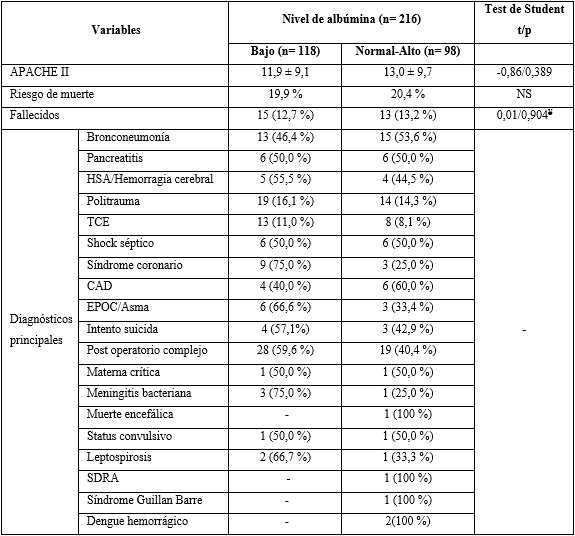 Variables Nivel de albúmina (n= 216) Test de Student t/p
Bajo (n= 118) Normal-Alto (n= 98)
APACHE II 11,9 ± 9,1 13,0 ± 9,7 -0,86/0,389
Riesgo de muerte 19,9 % 20,4 % NS
Fallecidos 15 (12,7 %) 13 (13,2 %) 0,01/0,904¥
Diagnósticos principales
Bronconeumonía 13 (46,4 %) 15 (53,6 %) -
Pancreatitis 6 (50,0 %) 6 (50,0 %)
HSA/Hemorragia cerebral 5 (55,5 %) 4 (44,5 %)
Politrauma 19 (16,1 %) 14 (14,3 %)
TCE 13 (11,0 %) 8 (8,1 %)
Shock séptico 6 (50,0 %) 6 (50,0 %)
Síndrome coronario 9 (75,0 %) 3 (25,0 %)
CAD 4 (40,0 %) 6 (60,0 %)
EPOC/Asma 6 (66,6 %) 3 (33,4 %)
Intento suicida 4 (57,1%) 3 (42,9 %)
Post operatorio complejo 28 (59,6 %) 19 (40,4 %)
Materna crítica 1 (50,0 %) 1 (50,0 %)
Meningitis bacteriana 3 (75,0 %) 1 (25,0 %)
Muerte encefálica - 1 (100 %)
Status convulsivo 1 (50,0 %) 1 (50,0 %)
Leptospirosis 2 (66,7 %) 1 (33,3 %)
SDRA - 1 (100 %)
Síndrome Guillan Barre - 1 (100 %)
Dengue hemorrágico - 2(100 %)